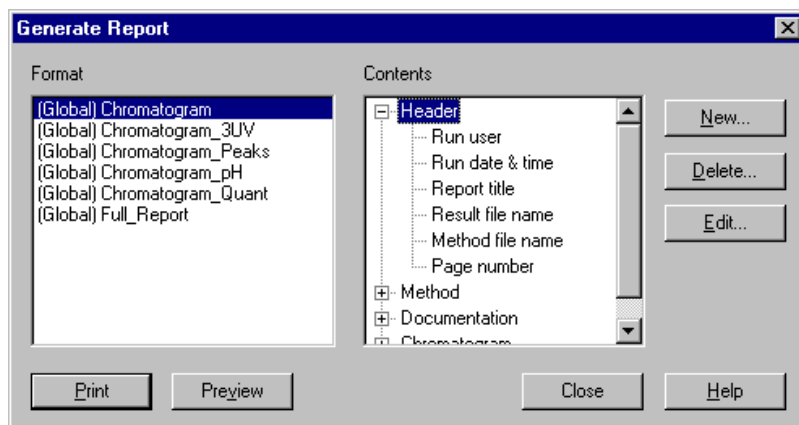 Generate Report
Format
(Global) Chromatogram
(Global) Chromatogram_3UV
(Global) Chromatogram_Peaks
(Global) Chromatogram_pH
(Global) Chromatogram_Quant
(Global) Full_Report
Contents
Header
Run user
Run date & time
Report title
Result file name
Method file name
Page number
Method
Documentation
Chromatogram
New...
Delete...
Edit...
Print
Preview
Close
Help